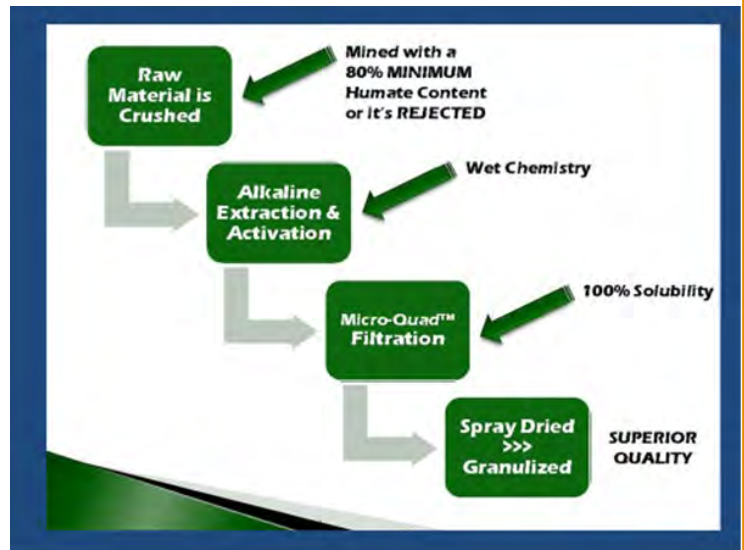 Raw
Material is
Crushed
Mined with a
80% MINIMUM
Humate Content
or it's REJECTED
Alkaline
Extraction &
Activation
Wet Chemistry
Micro-Quad™
Filtration
100% Solubility
Spray Dried
>>>
Granulized
SUPERIOR
QUALITY